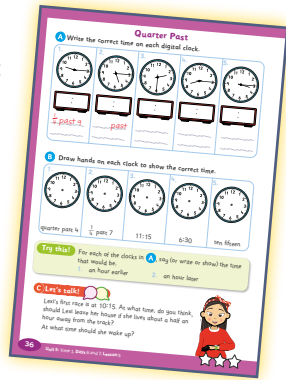 Quarter Past
A Write the correct time on each digital clock.
1. 2. 3. 4. 5.
¼ past 9
past
B Draw hands on each clock to show the correct time.
1. 2. 3. 4. 5.
quarter past 4
past 7
11:15
6:30
ten fifteen
Try this!
For each of the clocks in A, say (or write or show) the time
that would be.
1. an hour earlier
2. an hour later
C Let's talk!
Lexi's first race is at 10:15. At what time, do you think,
should Lexi leave her house if she lives about a half an
hour away from the track?
At what time should she wake up?
36